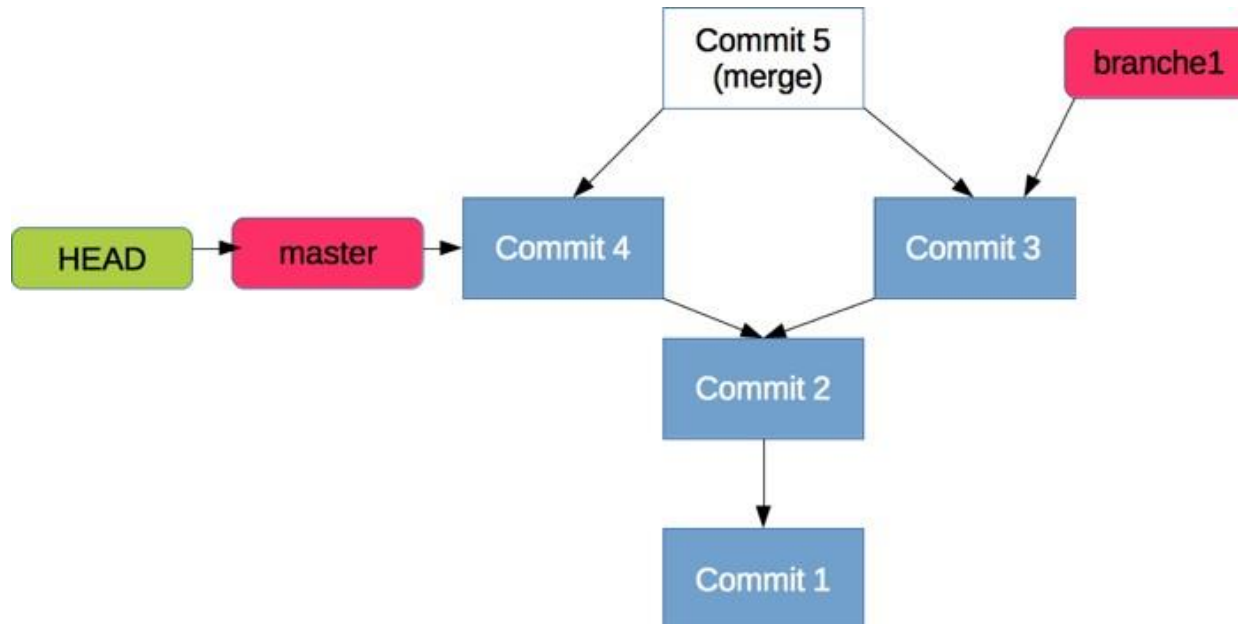 Commit 5
(merge)
branche1
HEAD
master
Commit 4
Commit 3
Commit 2
Commit 1